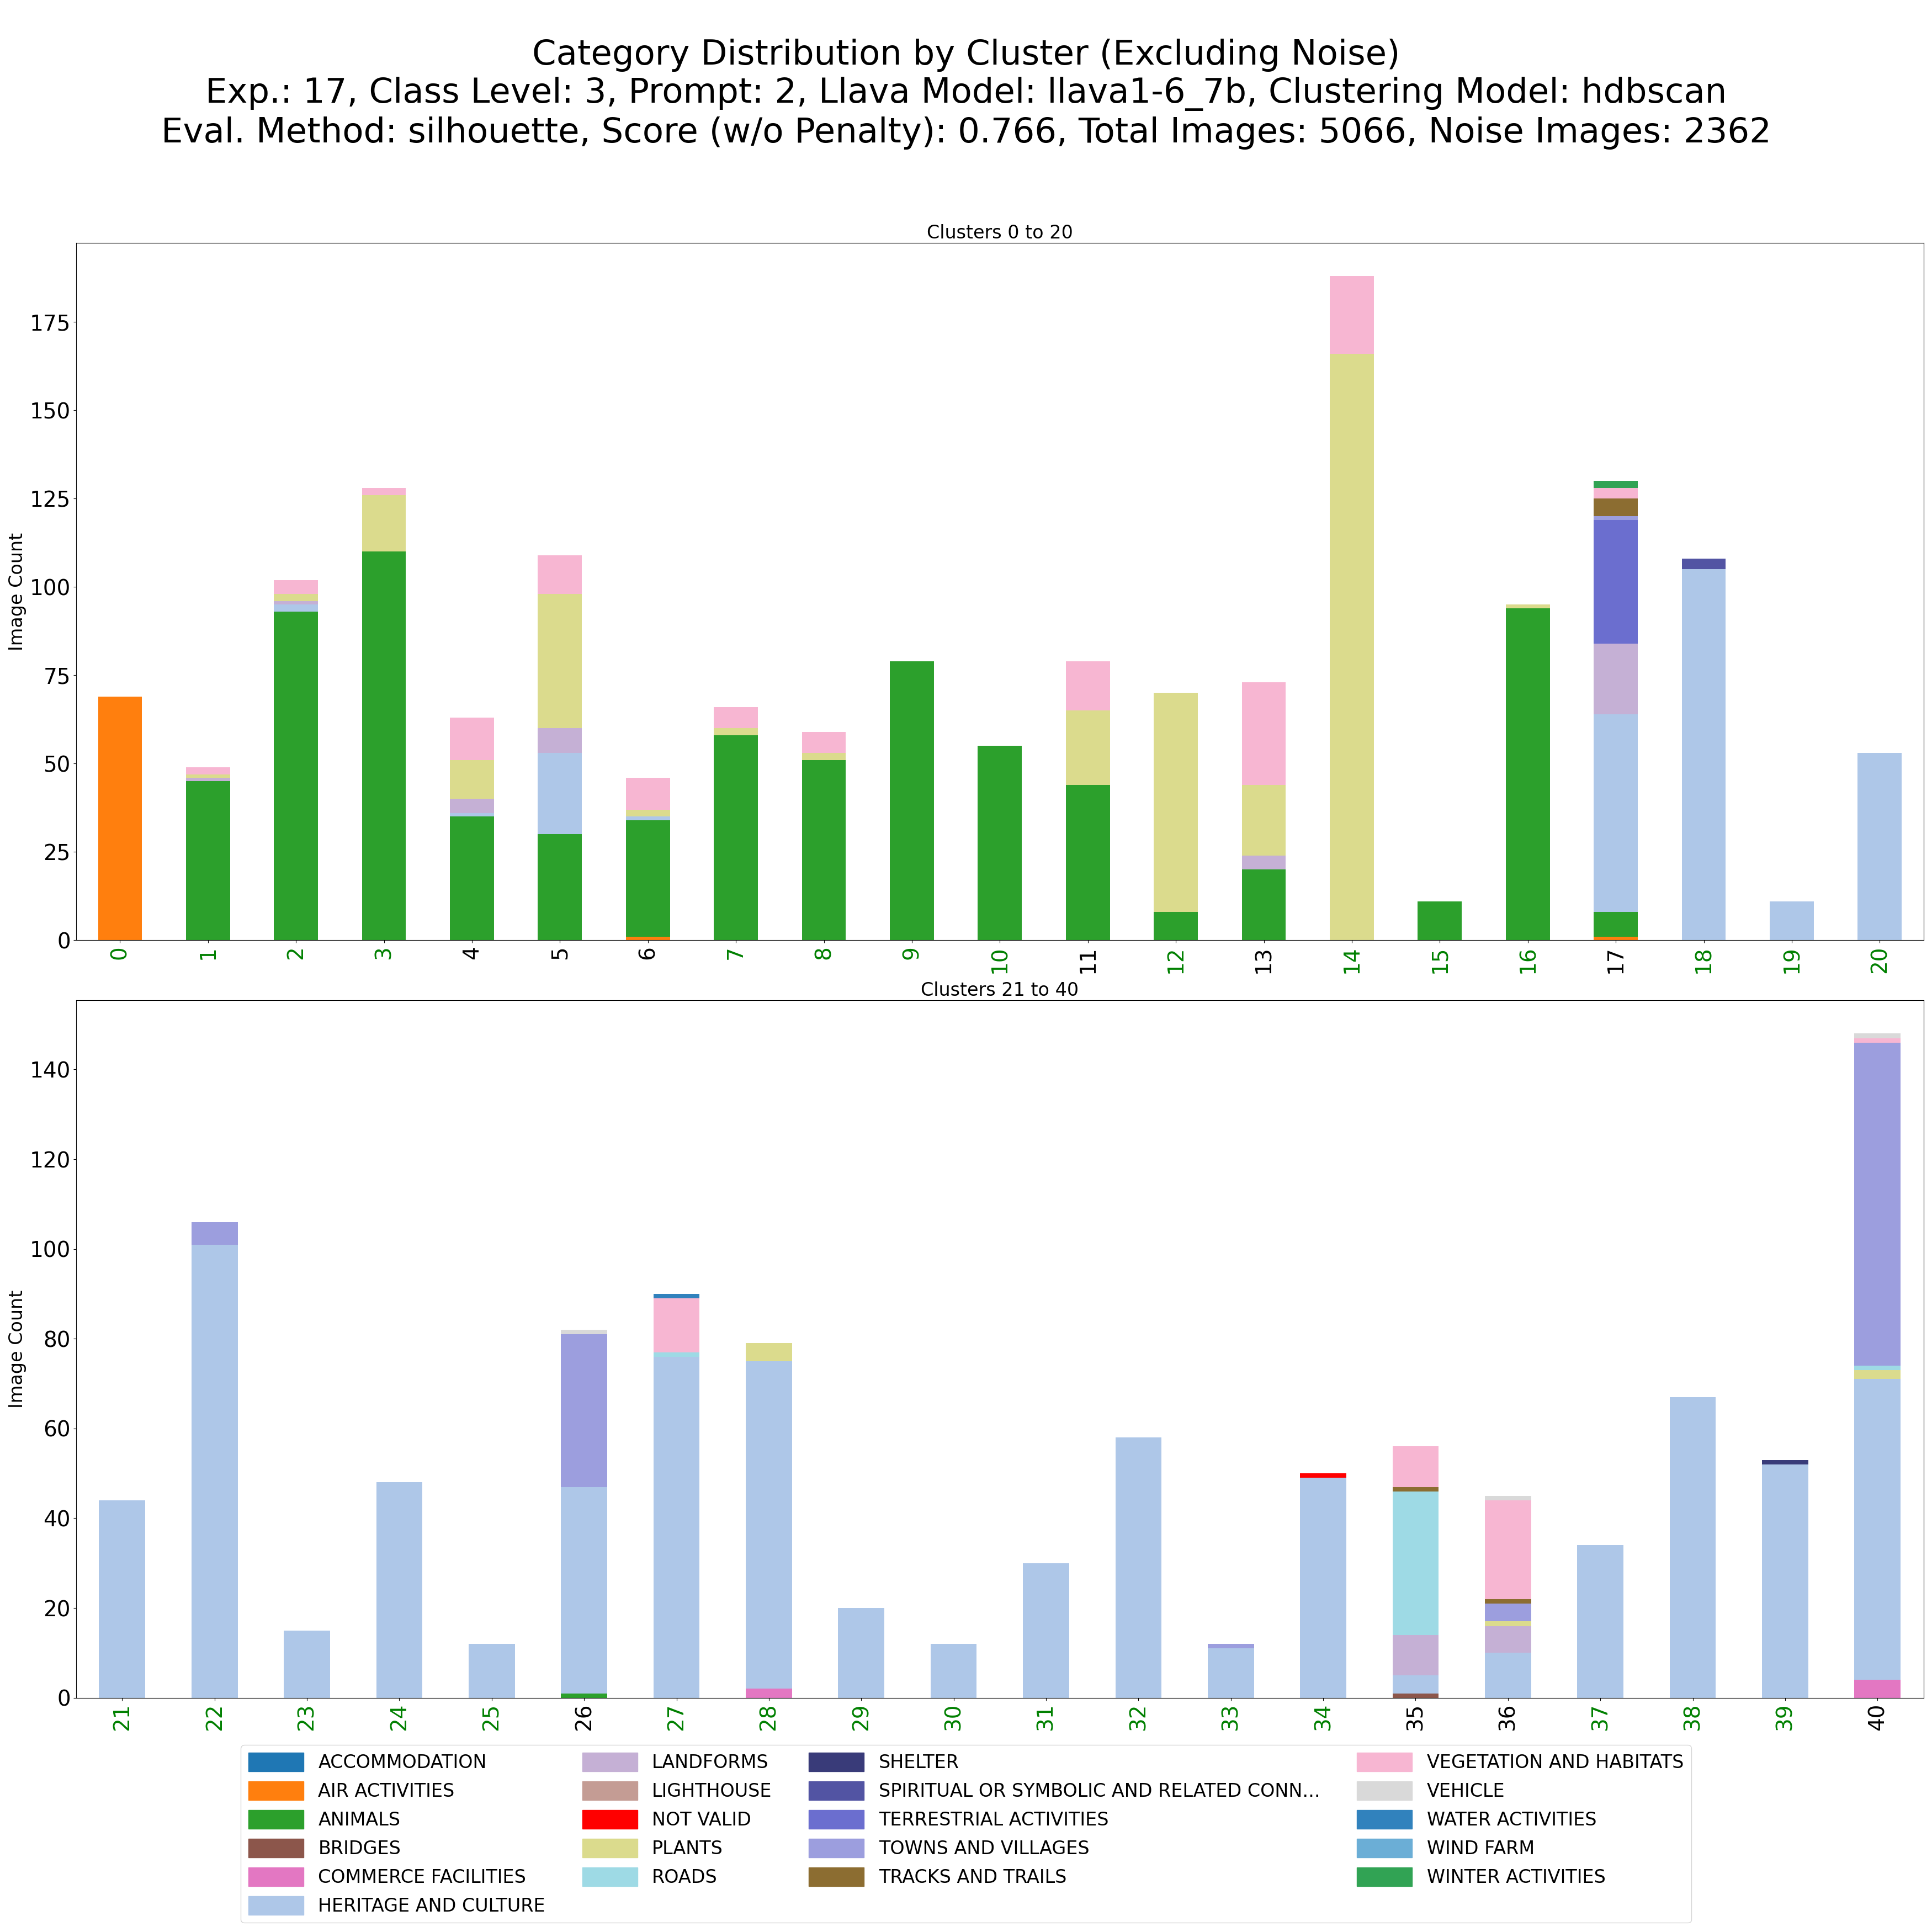 Category Distribution by Cluster (Excluding Noise)
Exp.: 17, Class Level: 3, Prompt: 2, Llava Model: llava1-6_7b, Clustering Model: hdbscan
Eval. Method: silhouette, Score (w/o Penalty): 0.766, Total Images: 5066, Noise Images: 2362
Clusters 0 to 20
Image Count
175
150
125
100
75
50
25
0
0 1 2 3 4 5 6 7 8 9 10 11 12 13 14 15 16 17 18 19 20
Clusters 21 to 40
Image Count
140
120
100
80
60
40
20
0
21 22 23 24 25 26 27 28 29 30 31 32 33 34 35 36 37 38 39 40
ACCOMMODATION
AIR ACTIVITIES
ANIMALS
BRIDGES
COMMERCE FACILITIES
HERITAGE AND CULTURE
LANDFORMS
LIGHTHOUSE
NOT VALID
PLANTS
ROADS
SHELTER
SPIRITUAL OR SYMBOLIC AND RELATED CONN...
TERRESTRIAL ACTIVITIES
TOWNS AND VILLAGES
TRACKS AND TRAILS
VEGETATION AND HABITATS
VEHICLE
WATER ACTIVITIES
WIND FARM
WINTER ACTIVITIES